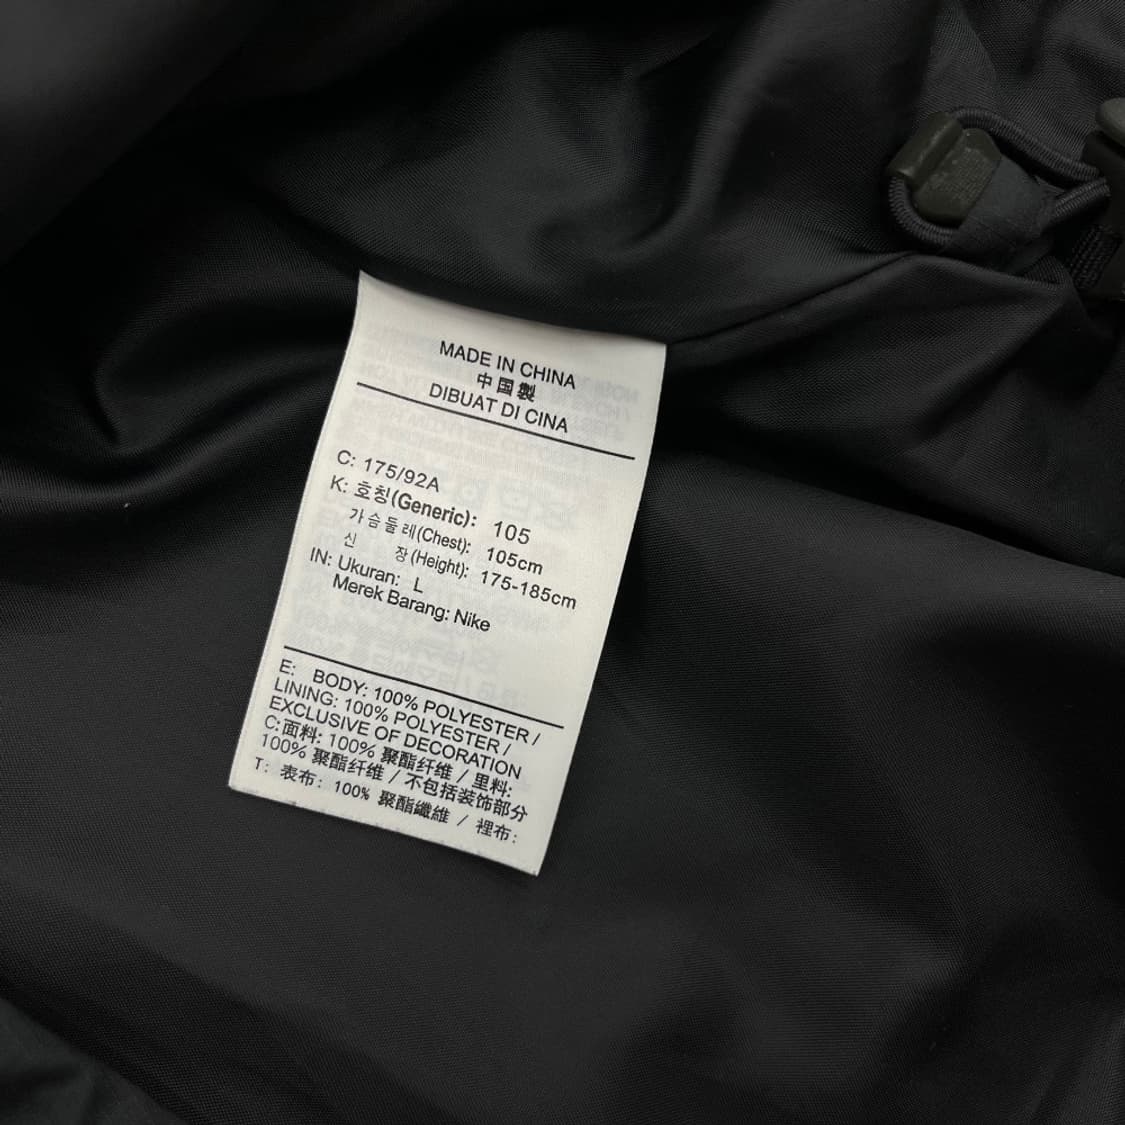 MADE IN CHINA
中国製
DIBUAT DI CINA
C: 175/92A
K: 호칭(Generic): 105
가슴둘레(Chest): 105cm
신 장(Height): 175-185cm
IN: Ukuran: L
Merek Barang: Nike
E: BODY: 100% POLYESTER /
LINING: 100% POLYESTER /
EXCLUSIVE OF DECORATION
C:面料: 100% 聚酯纤维 / 里料:
100% 聚酯纤维 / 不包括装饰部分
T: 表布: 100% 聚酯纖維 / 裡布: